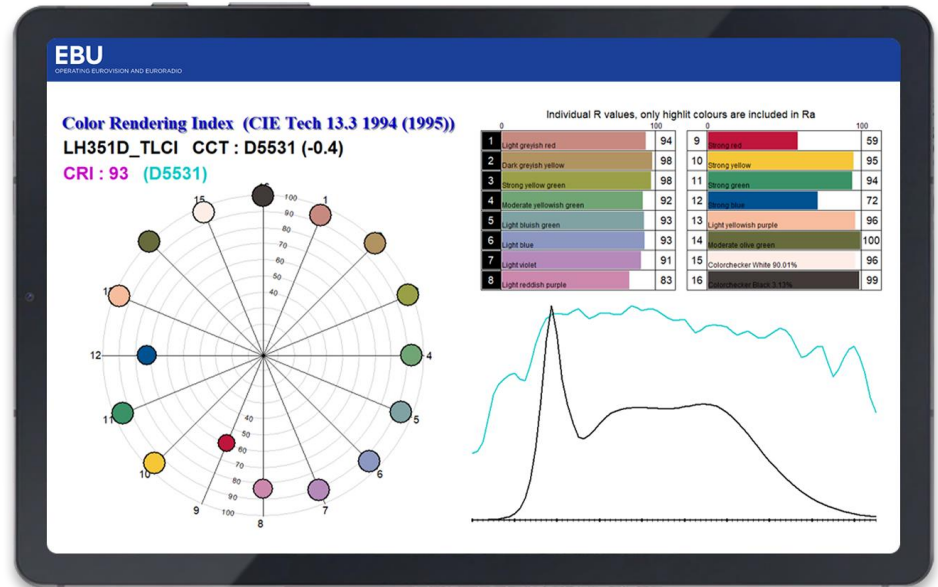 EBU
OPERATING EUROVISION AND EURORADIO
Color Rendering Index (CIE Tech 13.3 1994 (1995))
LH351D_TLCI CCT : D5531 (-0.4)
CRI : 93 (D5531)
15
100
90
80
70
60
50
40
1
12
4
11
5
10
6
9
8
7
40
50
60
70
80
90
100
Individual R values, only highlit colours are included in Ra
0 100 0 100
1 Light greyish red 94 9 Strong red 59
2 Dark greyish yellow 98 10 Strong yellow 95
3 Strong yellow green 98 11 Strong green 94
4 Moderate yellowish green 92 12 Strong blue 72
5 Light bluish green 93 13 Light yellowish purple 96
6 Light blue 93 14 Moderate olive green 100
7 Light violet 91 15 Colorchecker White 90.01% 96
8 Light reddish purple 83 16 Colorchecker Black 3.13% 99